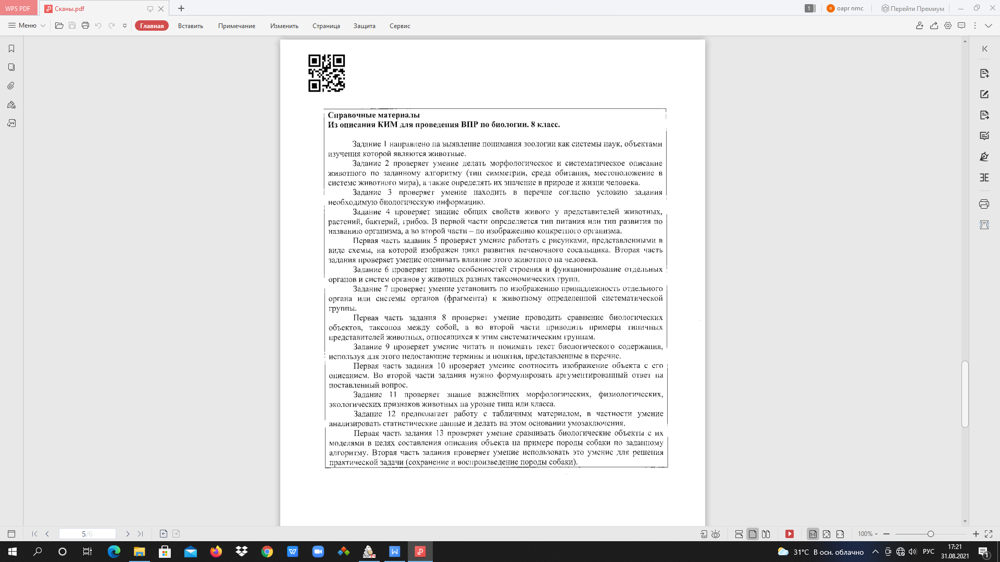 WPS PDF
Сканы.pdf
1
oapr nmc
Перейти Премиум
Меню
Главная
Вставить
Примечание
Изменить
Страница
Защита
Сервис
Справочные материалы
Из описания КИМ для проведения ВПР по биологии. 8 класс.
Задание 1 направлено на выявление понимания зоологии как системы наук, объектами
изучения которой являются животные.
Задание 2 проверяет умение делать морфологическое и систематическое описание
животного по заданному алгоритму (тип симметрии, среда обитания, местоположение в
системе животного мира), а также определять их значение в природе и жизни человека.
Задание 3 проверяет умение находить в перечне согласно условию задания
необходимую биологическую информацию.
Задание 4 проверяет знание общих свойств живого у представителей животных,
растений, бактерий, грибов. В первой части определяется тип питания или тип развития по
названию организма, а во второй части – по изображению конкретного организма.
Первая часть задания 5 проверяет умение работать с рисунками, представленными в
виде схемы, на которой изображен цикл развития печеночного сосальщика. Вторая часть
задания проверяет умение оценивать влияние этого животного на человека.
Задание 6 проверяет знание особенностей строения и функционирование отдельных
органов и систем органов у животных разных таксономических групп.
Задание 7 проверяет умение установить по изображению принадлежность отдельного
органа или системы органов (фрагмента) к животному определенной систематической
группы.
Первая часть задания 8 проверяет умение проводить сравнение биологических
объектов, таксонов между собой, а во второй части приводить примеры типичных
представителей животных, относящихся к этим систематическим группам.
Задание 9 проверяет умение читать и понимать текст биологического содержания,
используя для этого недостающие термины и понятия, представленные в перечне.
Первая часть задания 10 проверяет умение соотносить изображение объекта с его
описанием. Во второй части задания нужно формулировать аргументированный ответ на
поставленный вопрос.
Задание 11 проверяет знание важнейших морфологических, физиологических,
экологических признаков животных на уровне типа или класса.
Задание 12 предполагает работу с табличным материалом, в частности умение
анализировать статистические данные и делать на этом основании умозаключения.
Первая часть задания 13 проверяет умение сравнивать биологические объекты с их
моделями в целях составления описания объекта на примере породы собаки по заданному
алгоритму. Вторая часть задания проверяет умение использовать это умение для решения
практической задачи (сохранение и воспроизведение породы собаки).
5/6
100%
31°C В осн. облачно
РУС
17:21
31.08.2021
1